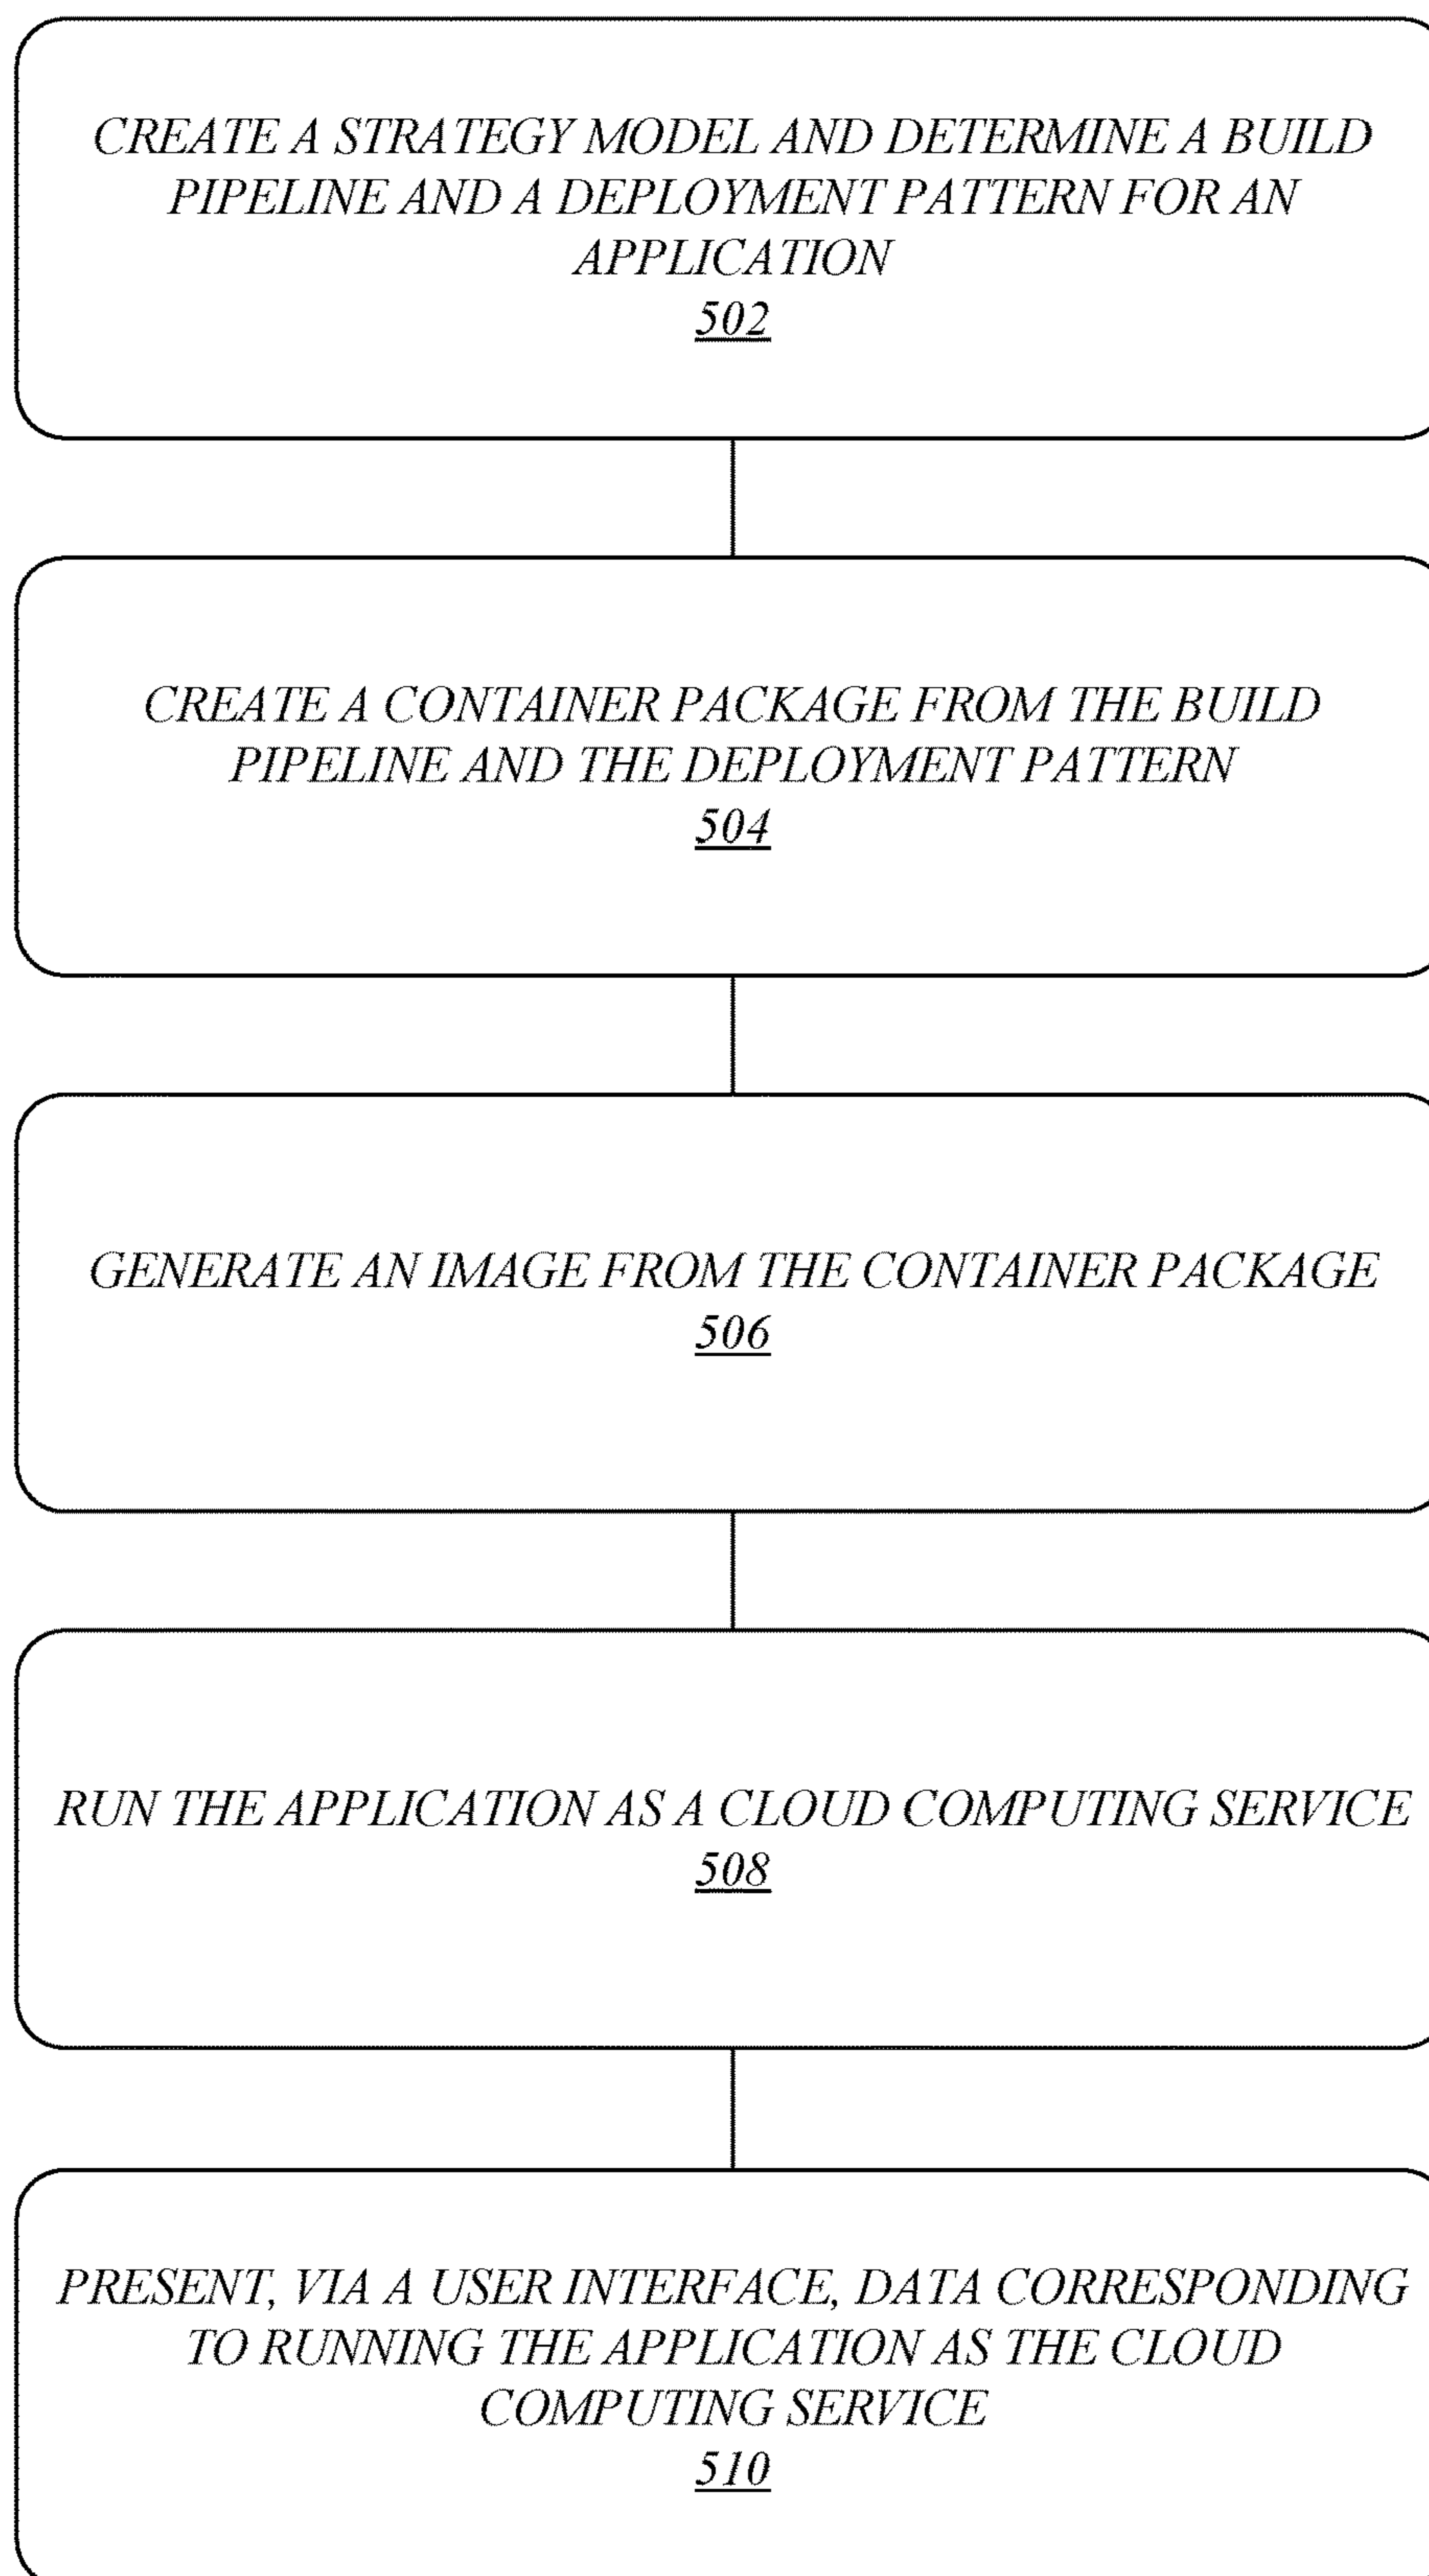 CREATE A STRATEGY MODEL AND DETERMINE A BUILD
PIPELINE AND A DEPLOYMENT PATTERN FOR AN
APPLICATION
502
CREATE A CONTAINER PACKAGE FROM THE BUILD
PIPELINE AND THE DEPLOYMENT PATTERN
504
GENERATE AN IMAGE FROM THE CONTAINER PACKAGE
506
RUN THE APPLICATION AS A CLOUD COMPUTING SERVICE
508
PRESENT, VIA A USER INTERFACE, DATA CORRESPONDING
TO RUNNING THE APPLICATION AS THE CLOUD
COMPUTING SERVICE
510